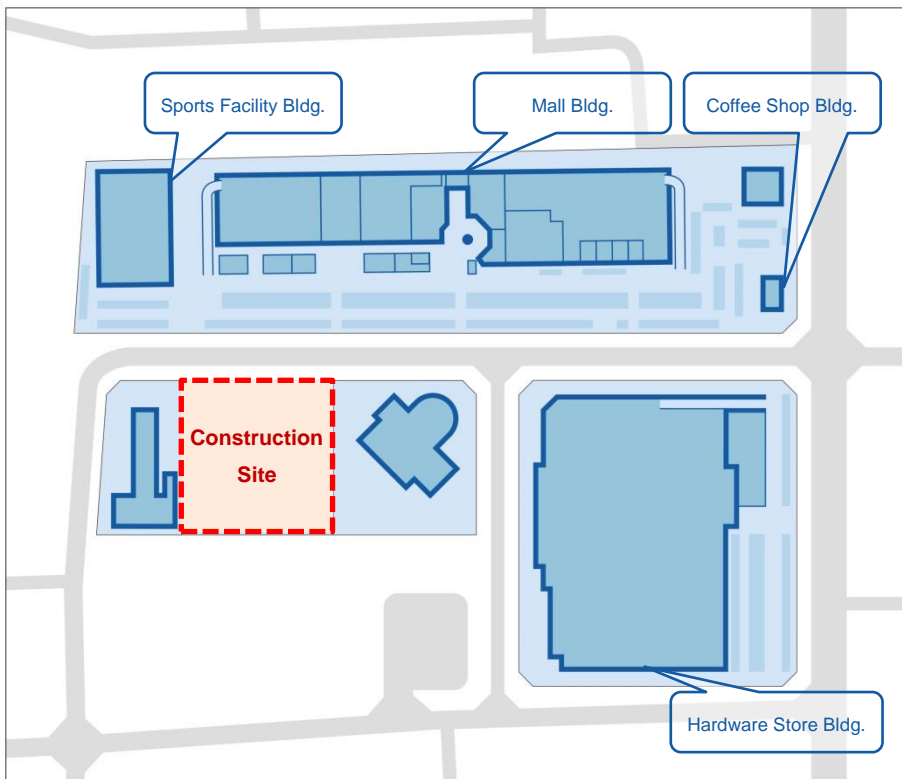 Sports Facility Bldg.
Mall Bldg.
Coffee Shop Bldg.
Construction
Site
Hardware Store Bldg.